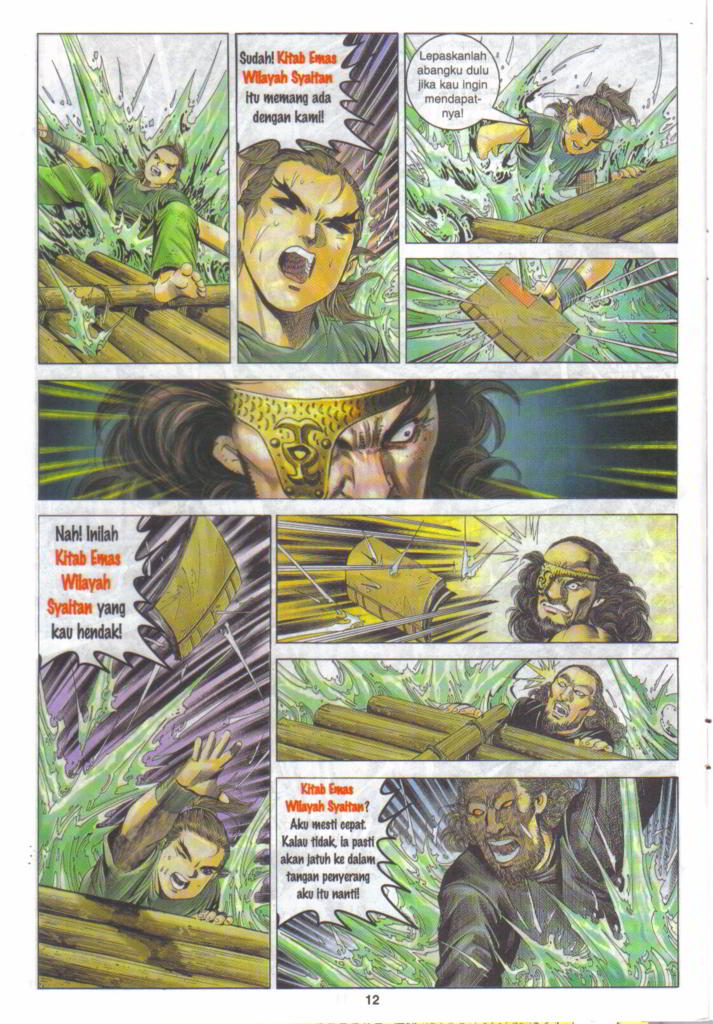 Sudah! Kitab Emas
Wilayah Syaitan
itu memang ada
dengan kami!
Lepaskanlah
abangku dulu
jika kau ingin
mendapat-
nya!
Nah! Inilah
Kitab Emas
Wilayah
Syaitan yang
kau hendak!
Kitab Emas
Wilayah Syaitan?
Aku mesti cepat.
Kalau tidak, ia pasti
akan jatuh ke dalam
tangan penyerang
aku itu nanti!
12